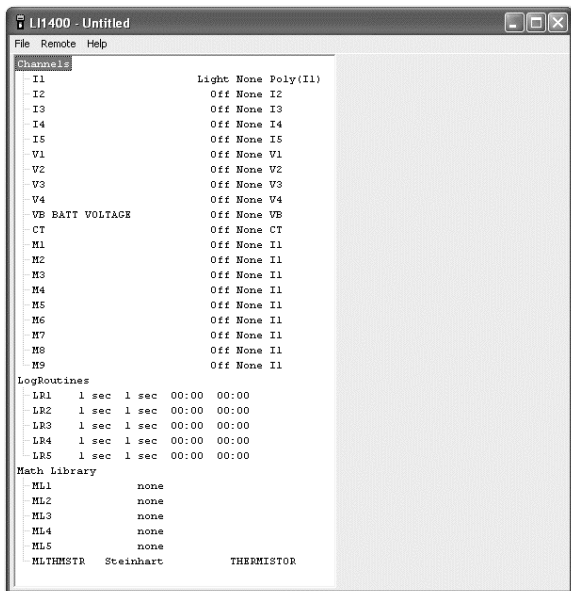 LI1400 - Untitled
File Remote Help
Channels
I1 Light None Poly(I1)
I2 Off None I2
I3 Off None I3
I4 Off None I4
I5 Off None I5
V1 Off None V1
V2 Off None V2
V3 Off None V3
V4 Off None V4
VB BATT VOLTAGE Off None VB
CT Off None CT
M1 Off None I1
M2 Off None I1
M3 Off None I1
M4 Off None I1
M5 Off None I1
M6 Off None I1
M7 Off None I1
M8 Off None I1
M9 Off None I1
LogRoutines
LR1 1 sec 1 sec 00:00 00:00
LR2 1 sec 1 sec 00:00 00:00
LR3 1 sec 1 sec 00:00 00:00
LR4 1 sec 1 sec 00:00 00:00
LR5 1 sec 1 sec 00:00 00:00
Math Library
ML1 none
ML2 none
ML3 none
ML4 none
ML5 none
MLTHMSTR Steinhart THERMISTOR